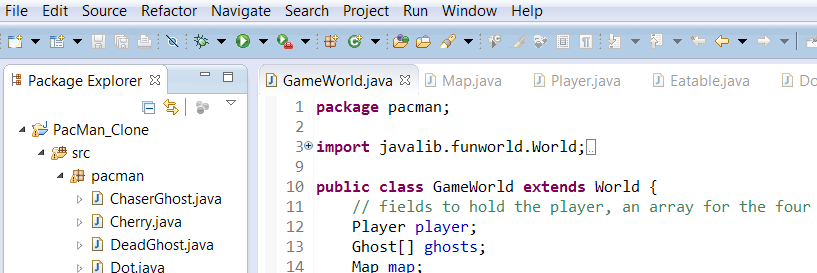 File Edit Source Refactor Navigate Search Project Run Window Help
Package Explorer
PacMan_Clone
src
pacman
ChaserGhost.java
Cherry.java
DeadGhost.java
Dot.java
GameWorld.java Map.java Player.java Eatable.java Do
1 package pacman;
2
3 import javalib.funworld.World;
9
10 public class GameWorld extends World {
11 // fields to hold the player, an array for the four
12 Player player;
13 Ghost[] ghosts;
14 Map map;